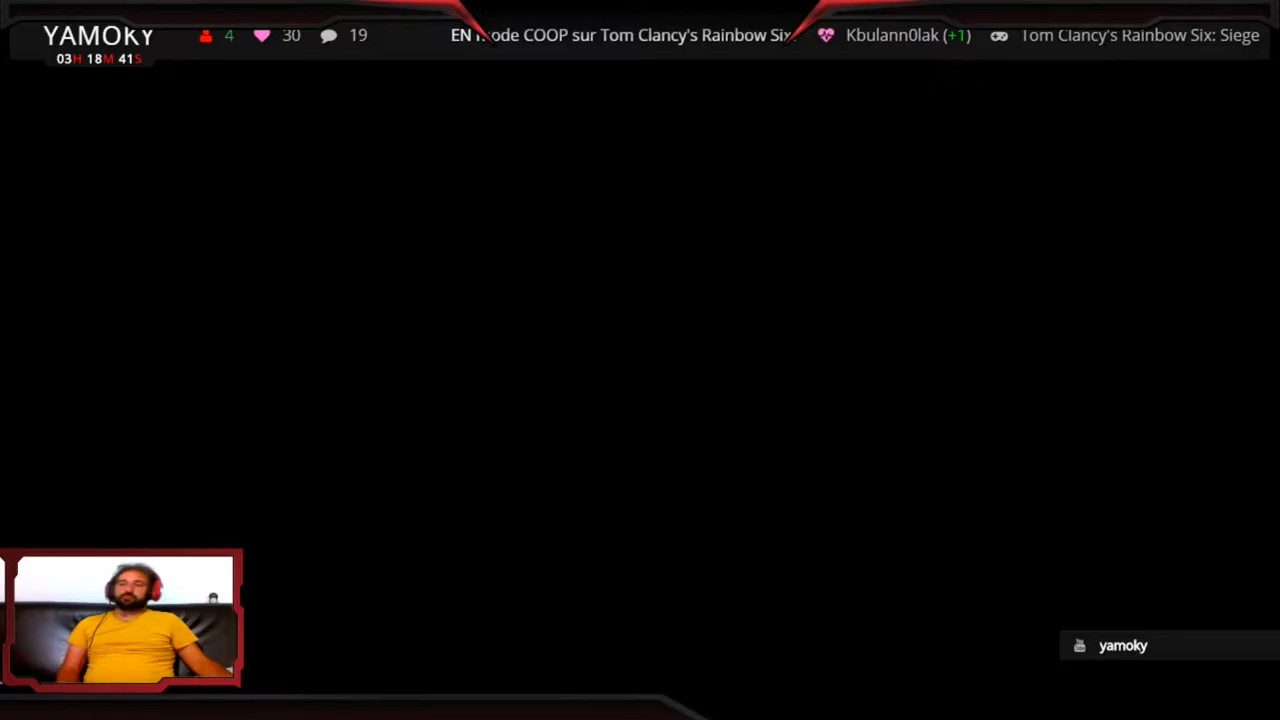 YAMOKY
03H 18M 41S
4
30
19
EN mode COOP sur Tom Clancy's Rainbow Six:
Kbulann0lak (+1)
Tom Clancy's Rainbow Six: Siege
yamoky